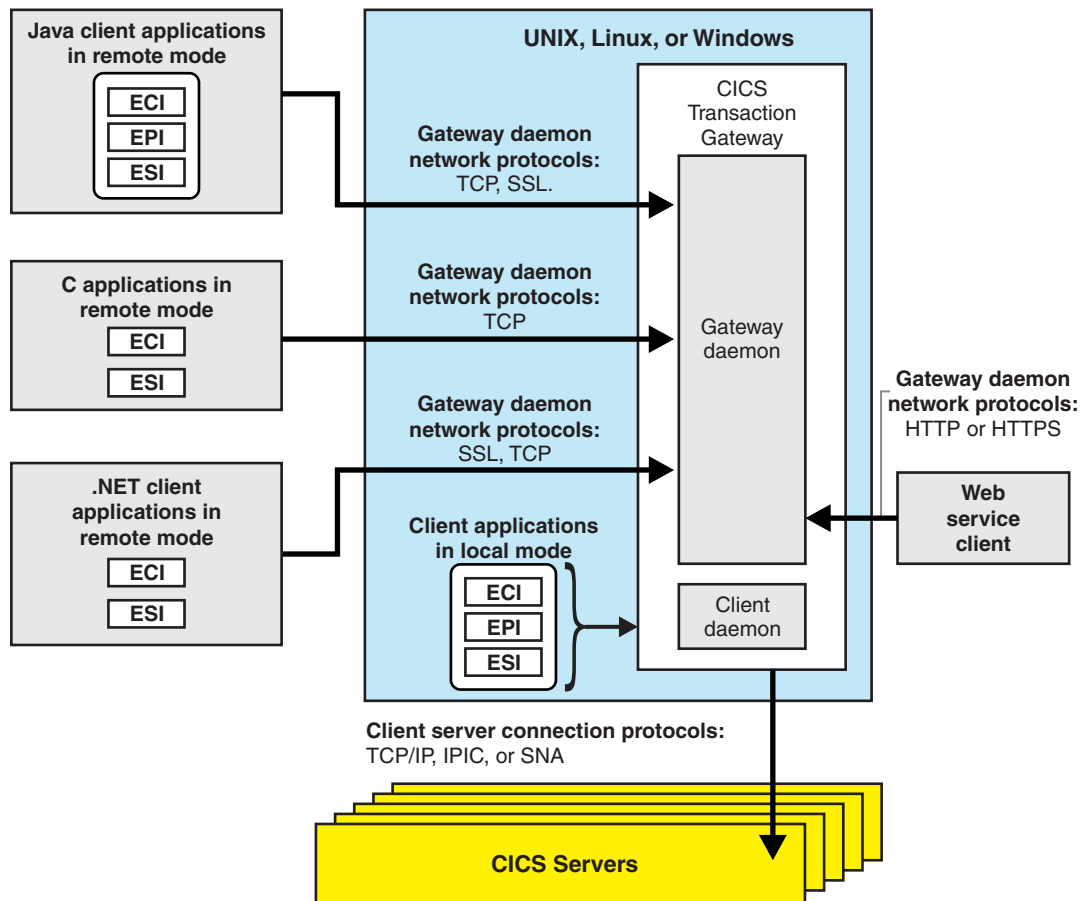 Java client applications
in remote mode
ECI
EPI
ESI
UNIX, Linux, or Windows
CICS
Transaction
Gateway
Gateway daemon
network protocols:
TCP, SSL.
C applications in
remote mode
ECI
ESI
Gateway daemon
network protocols:
TCP
Gateway
daemon
Gateway daemon
network protocols:
HTTP or HTTPS
Gateway daemon
network protocols:
SSL, TCP
.NET client
applications in
remote mode
ECI
ESI
Web
service
client
Client applications
in local mode
ECI
EPI
ESI
Client
daemon
Client server connection protocols:
TCP/IP, IPIC, or SNA
CICS Servers